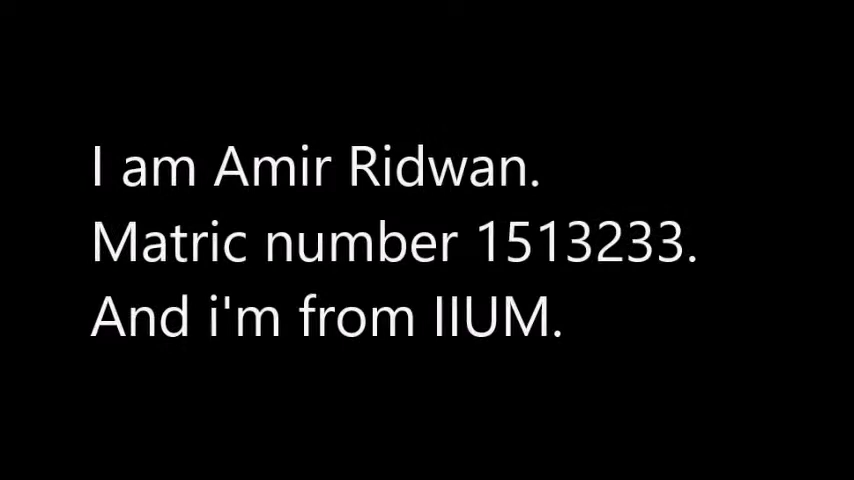 I am Amir Ridwan.
Matric number 1513233.
And i'm from IIUM.